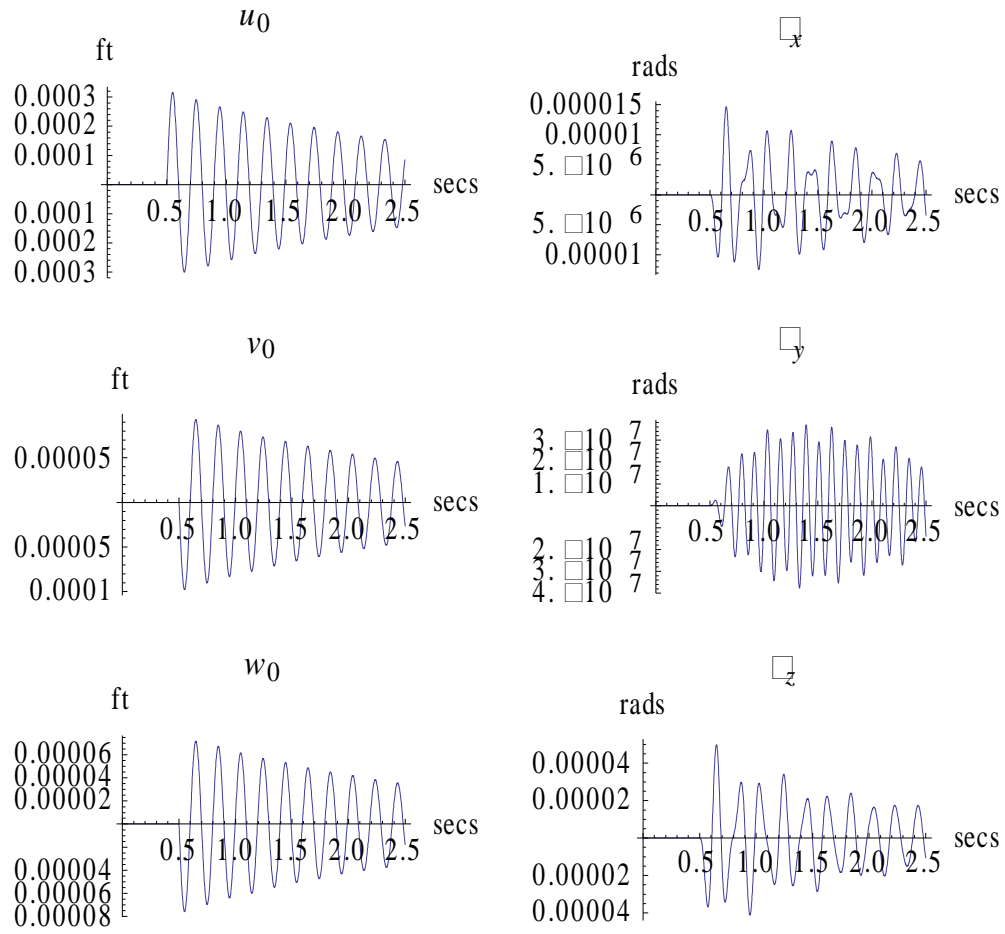 u0
ft
0.0003
0.0002
0.0001
secs
0.5 1.0 1.5 2.0 2.5
0.0001
0.0002
0.0003
□x
rads
0.000015
0.00001
5. □10 6
secs
0.5 1.0 1.5 2.0 2.5
5. □10 6
0.00001
v0
ft
0.00005
secs
0.5 1.0 1.5 2.0 2.5
0.00005
0.0001
□y
rads
3. □10 7
2. □10 7
1. □10 7
secs
0.5 1.0 1.5 2.0 2.5
2. □10 7
3. □10 7
4. □10 7
w0
ft
0.00006
0.00004
0.00002
secs
0.5 1.0 1.5 2.0 2.5
0.00004
0.00006
0.00008
□z
rads
0.00004
0.00002
secs
0.5 1.0 1.5 2.0 2.5
0.00002
0.00004